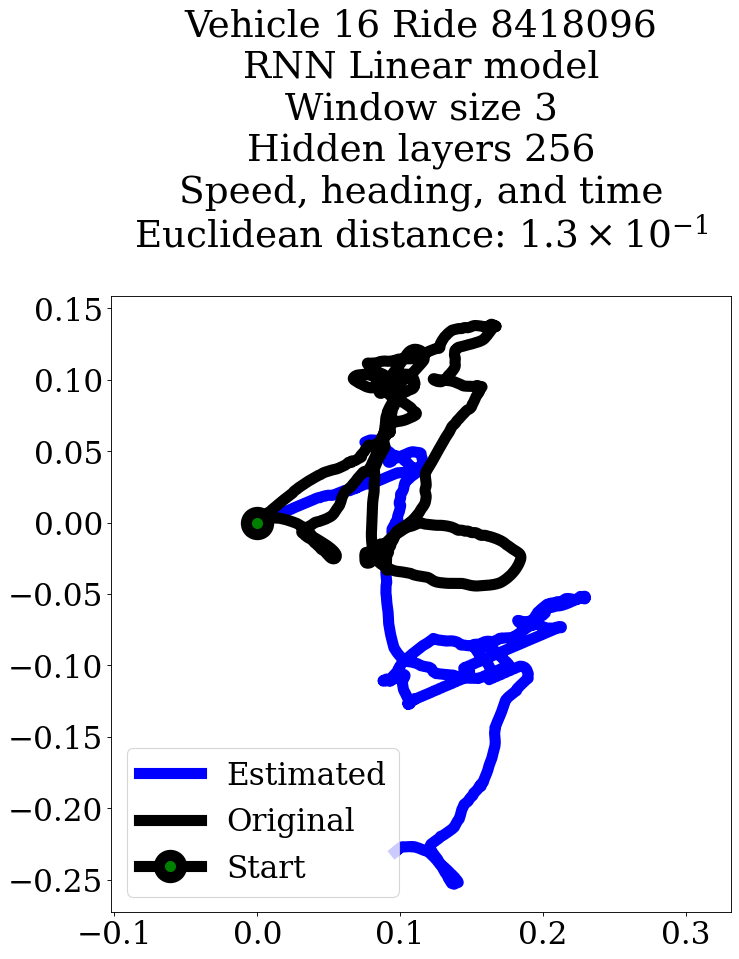 Vehicle 16 Ride 8418096
RNN Linear model
Window size 3
Hidden layers 256
Speed, heading, and time
Euclidean distance: 1.3 × 10⁻¹
0.15
0.10
0.05
0.00
−0.05
−0.10
−0.15
−0.20
−0.25
Estimated
Original
Start
−0.1 0.0 0.1 0.2 0.3